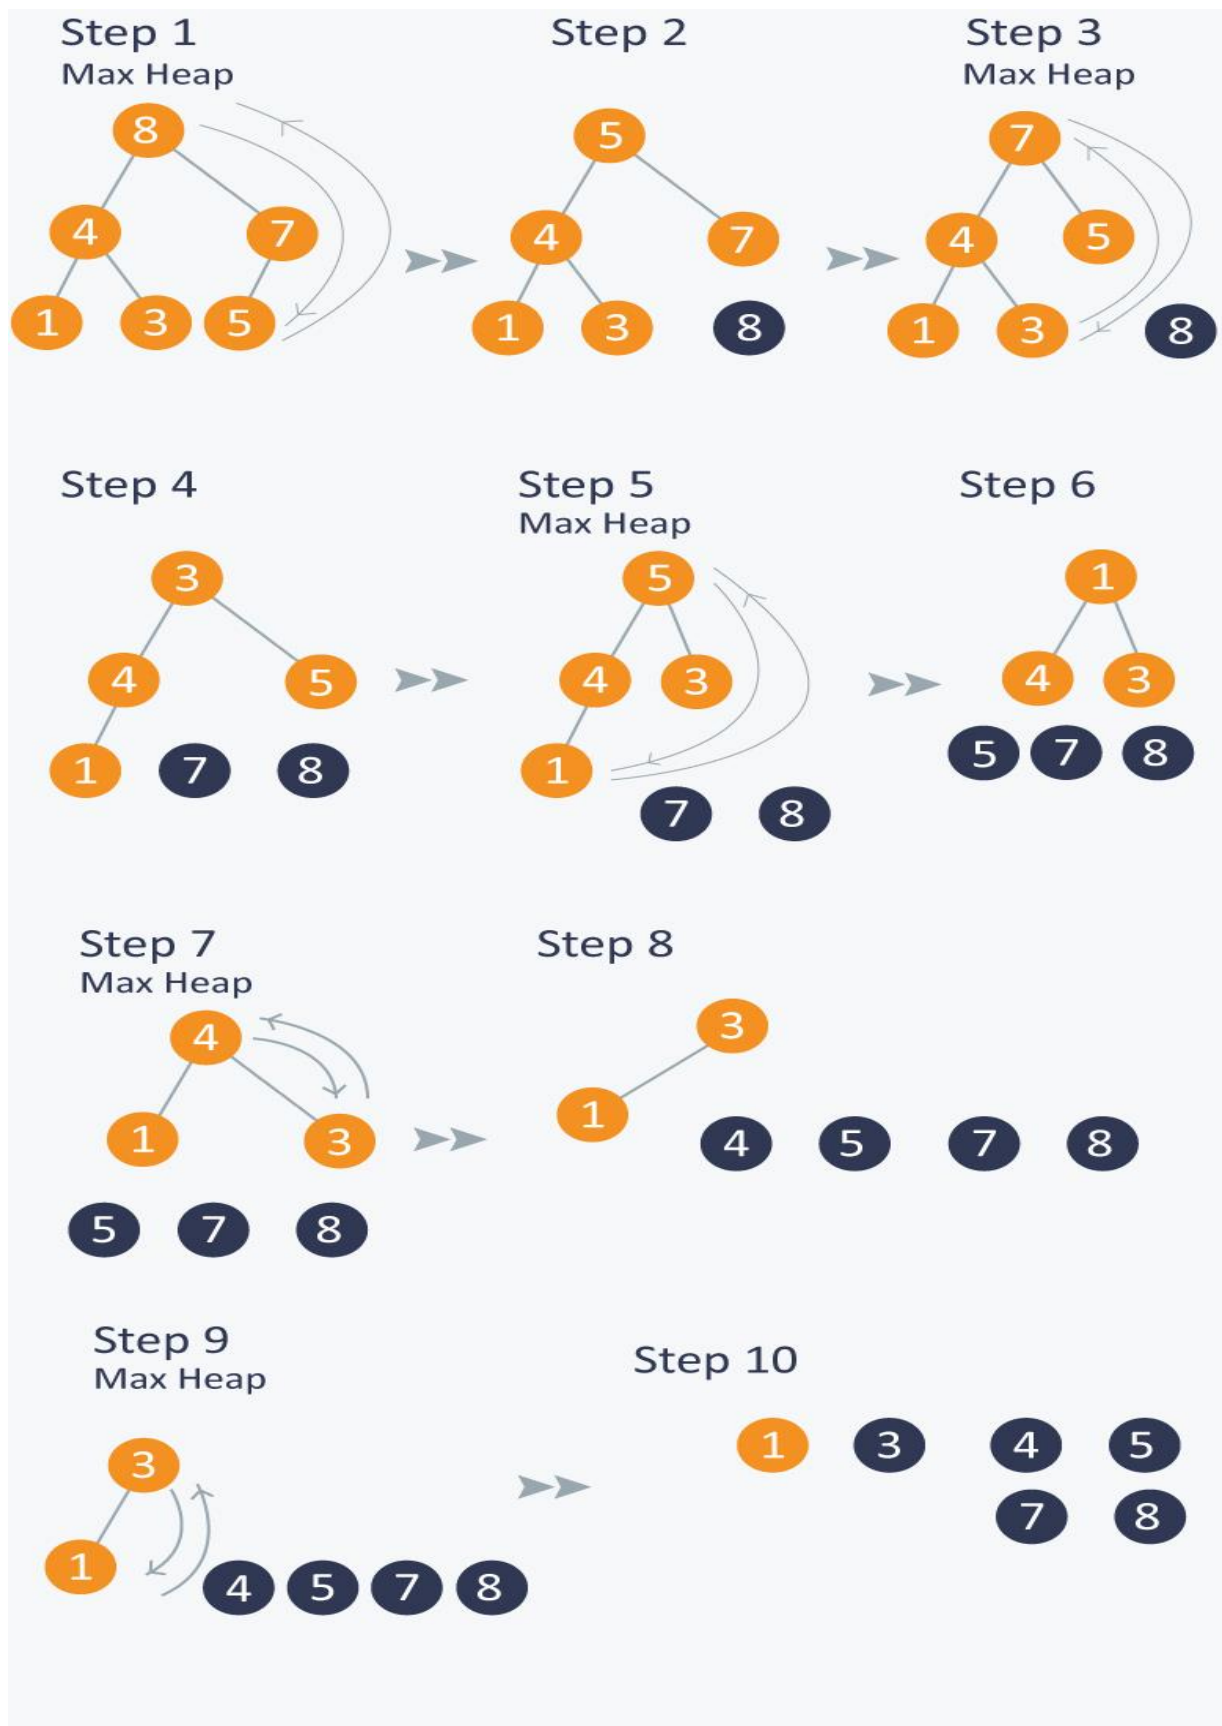 Step 1
Max Heap
8
4 7
1 3 5
Step 2
5
4 7
1 3 8
Step 3
Max Heap
7
4 5
1 3 8
Step 4
3
4 5
1 7 8
Step 5
Max Heap
5
4 3
1
7 8
Step 6
1
4 3
5 7 8
Step 7
Max Heap
4
1 3
5 7 8
Step 8
3
1
4 5 7 8
Step 9
Max Heap
3
1
4 5 7 8
Step 10
1 3 4 5
7 8